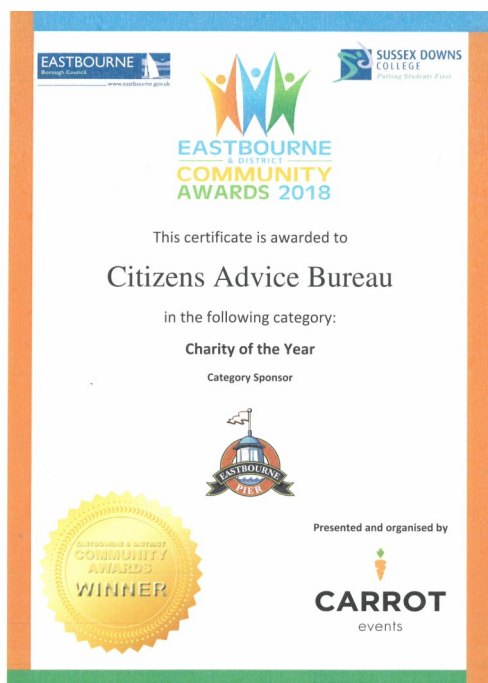 EASTBOURNE
Borough Council
www.eastbourne.gov.uk
SUSSEX DOWNS
COLLEGE
Putting Students First
EASTBOURNE
& DISTRICT
COMMUNITY
AWARDS 2018
This certificate is awarded to
Citizens Advice Bureau
in the following category:
Charity of the Year
Category Sponsor
EASTBOURNE
PIER
EASTBOURNE & DISTRICT
COMMUNITY
AWARDS
WINNER
Presented and organised by
CARROT
events